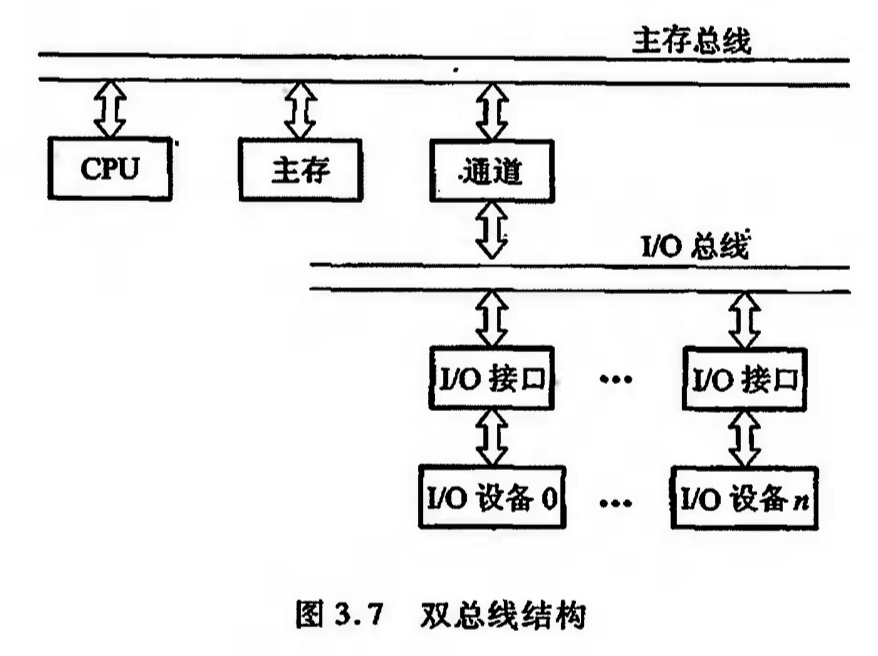 主存总线
CPU 主存 通道
I/O 总线
I/O 接口 … I/O 接口
I/O 设备 0 … I/O 设备 n
图 3.7 双总线结构